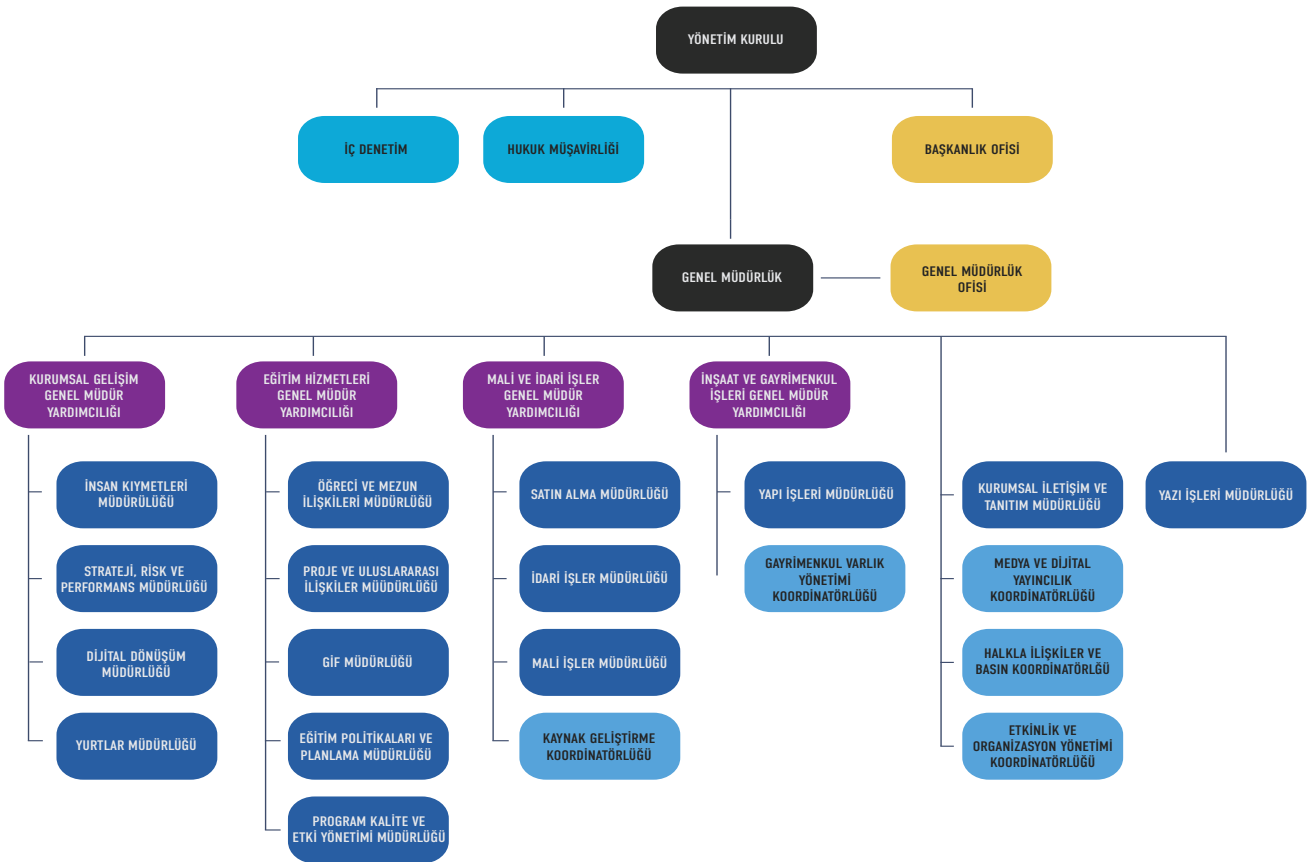 YÖNETİM KURULU
İÇ DENETİM
HUKUK MÜŞAVİRLİĞİ
BAŞKANLIK OFİSİ
GENEL MÜDÜRLÜK
GENEL MÜDÜRLÜK
OFİSİ
KURUMSAL GELİŞİM
GENEL MÜDÜR
YARDIMCILIĞI
EĞİTİM HİZMETLERİ
GENEL MÜDÜR
YARDIMCILIĞI
MALİ VE İDARİ İŞLER
GENEL MÜDÜR
YARDIMCILIĞI
İNŞAAT VE GAYRİMENKUL
İŞLERİ GENEL MÜDÜR
YARDIMCILIĞI
İNSAN KIYMETLERİ
MÜDÜRÜLÜĞÜ
STRATEJİ, RİSK VE
PERFORMANS MÜDÜRLÜĞÜ
DİJİTAL DÖNÜŞÜM
MÜDÜRLÜĞÜ
YURTLAR MÜDÜRLÜĞÜ
ÖĞRECİ VE MEZUN
İLİŞKİLERİ MÜDÜRLÜĞÜ
PROJE VE ULUSLARARASI
İLİŞKİLER MÜÜDÜRLÜĞÜ
GİF MÜDÜRLÜĞÜ
EĞİTİM POLİTİKALARI VE
PLANLAMA MÜDÜRLÜĞÜ
PROGRAM KALİTE VE
ETKİ YÖNETİMİ MÜDÜRLÜĞÜ
SATIN ALMA MÜDÜRLÜĞÜ
İDARİ İŞLER MÜDÜRLÜĞÜ
MALİ İŞLER MÜDÜRLÜĞÜ
KAYNAK GELİŞTİRME
KOORDİNATÖRLÜĞÜ
YAPI İŞLERİ MÜDÜRLÜĞÜ
GAYRİMENKUL VARLIK
YÖNETİMİ
KOORDİNATÖRLÜĞÜ
KURUMSAL İLETİŞİM VE
TANITIM MÜDÜRLÜĞÜ
MEDYA VE DİJİTAL
YAYINCILIK
KOORDİNATÖRLÜĞÜ
HALKLA İLİŞKİLER VE
BASIN KOORDİNATÖRLĞÜ
ETKİNLİK VE
ORGANİZASYON YÖNETİMİ
KOORDİNATÖRLÜĞÜ
YAZI İŞLERİ MÜDÜRLÜĞÜ